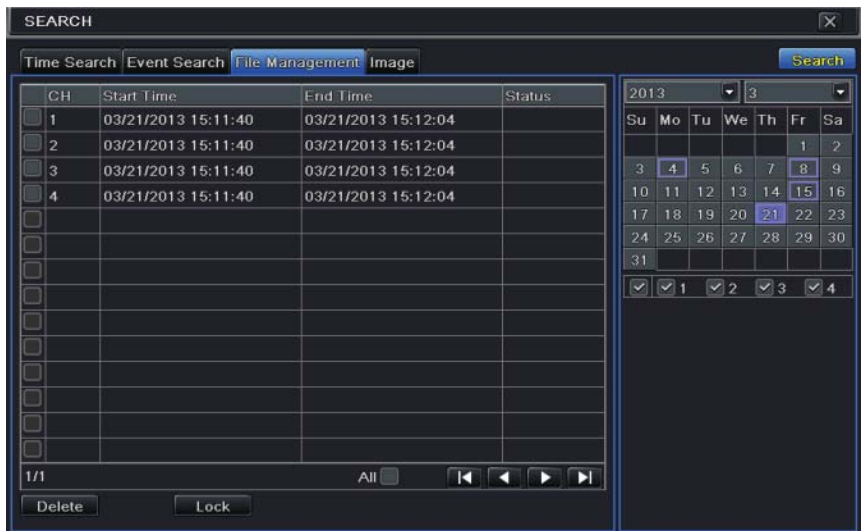 SEARCH
Time Search Event Search File Management Image Search
CH Start Time End Time Status
1 03/21/2013 15:11:40 03/21/2013 15:12:04
2 03/21/2013 15:11:40 03/21/2013 15:12:04
3 03/21/2013 15:11:40 03/21/2013 15:12:04
4 03/21/2013 15:11:40 03/21/2013 15:12:04
1/1 All
Delete Lock
2013 3
Su Mo Tu We Th Fr Sa
1 2
3 4 5 6 7 8 9
10 11 12 13 14 15 16
17 18 19 20 21 22 23
24 25 26 27 28 29 30
31
1 2 3 4